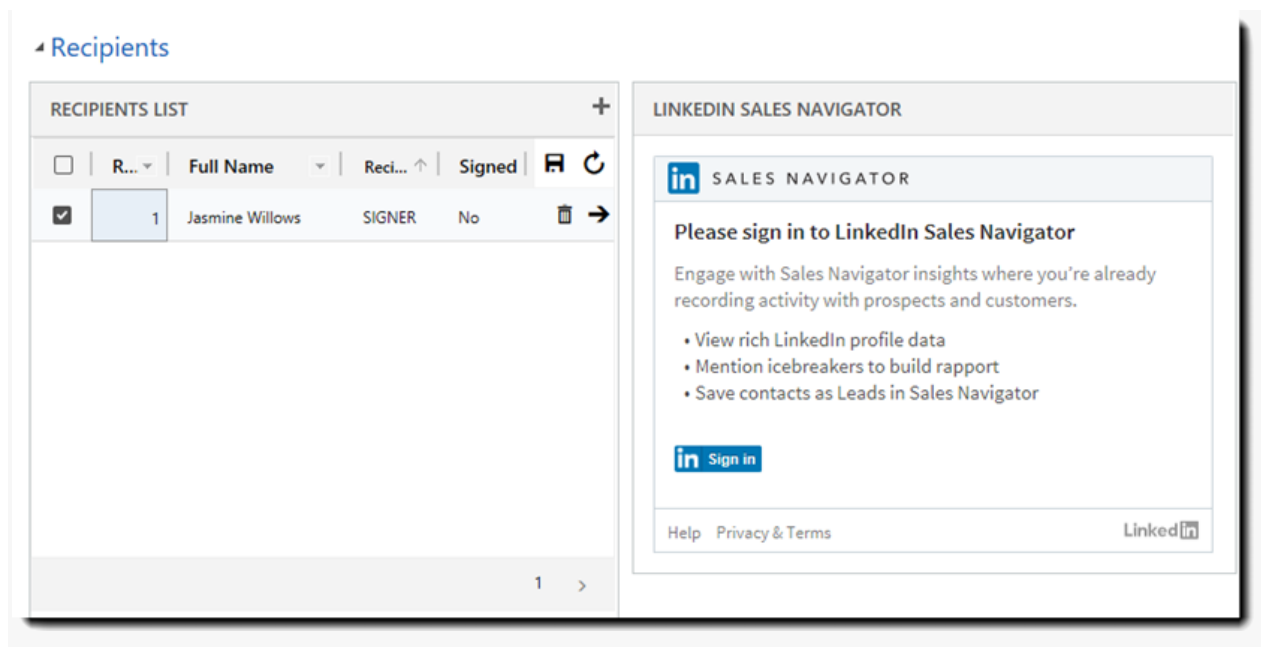 Recipients
RECIPIENTS LIST
R... Full Name Reci... Signed
1 Jasmine Willows SIGNER No
1
LINKEDIN SALES NAVIGATOR
in SALES NAVIGATOR
Please sign in to LinkedIn Sales Navigator
Engage with Sales Navigator insights where you're already
recording activity with prospects and customers.
• View rich LinkedIn profile data
• Mention icebreakers to build rapport
• Save contacts as Leads in Sales Navigator
in Sign in
Help Privacy & Terms LinkedIn